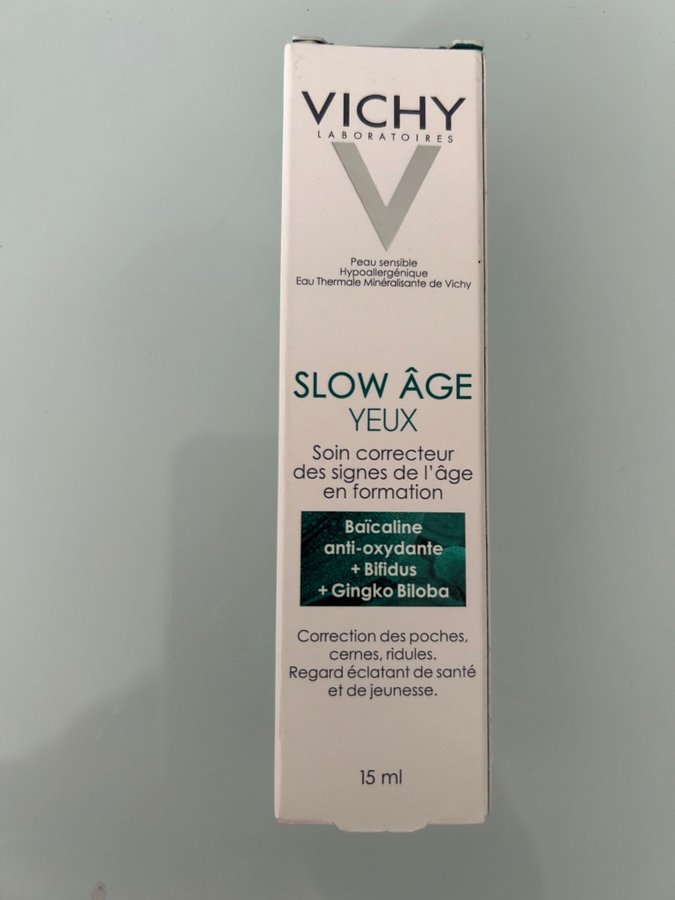 VICHY
LABORATOIRES
Peau sensible
Hypoallergénique
Eau Thermale Minéralisante de Vichy
SLOW ÂGE
YEUX
Soin correcteur
des signes de l'âge
en formation
Baïcaline
anti-oxydante
+ Bifidus
+ Gingko Biloba
Correction des poches,
cernes, ridules.
Regard éclatant de santé
et de jeunesse.
15 ml